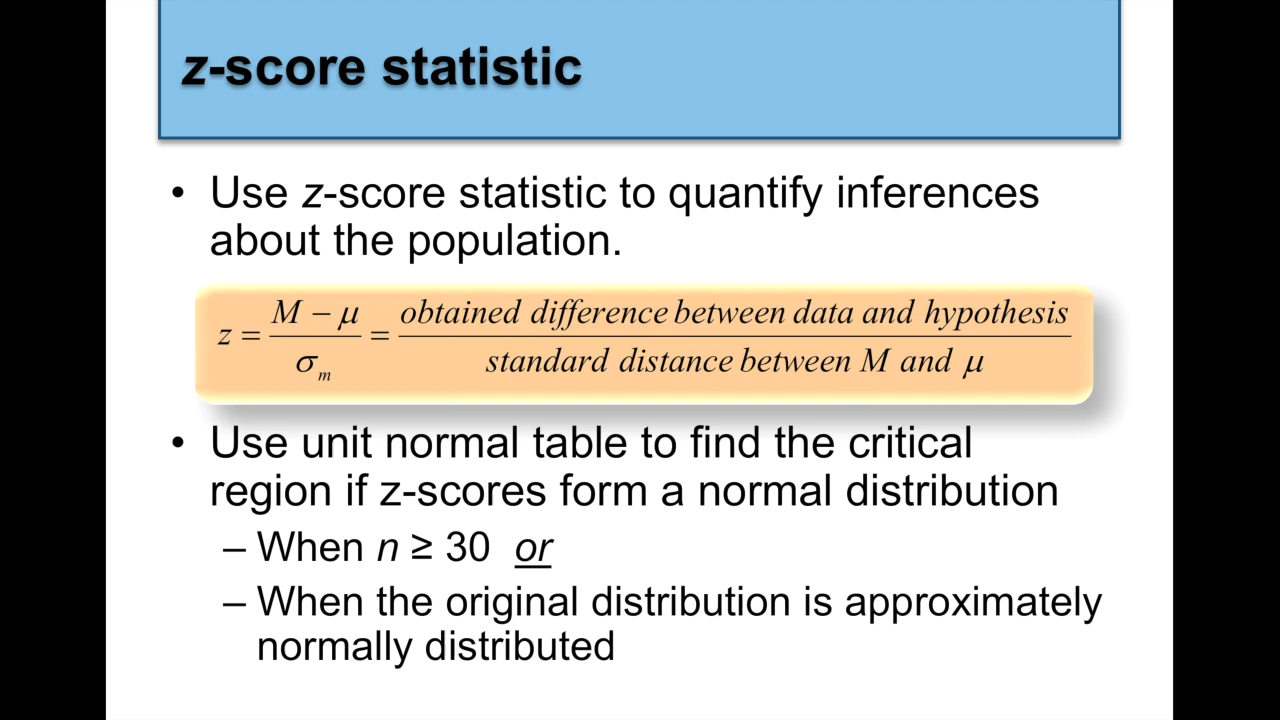 z-score statistic
• Use z-score statistic to quantify inferences
about the population.
z = (M − μ) / σm = obtained difference between data and hypothesis / standard distance between M and μ
• Use unit normal table to find the critical
region if z-scores form a normal distribution
– When n ≥ 30 or
– When the original distribution is approximately
normally distributed